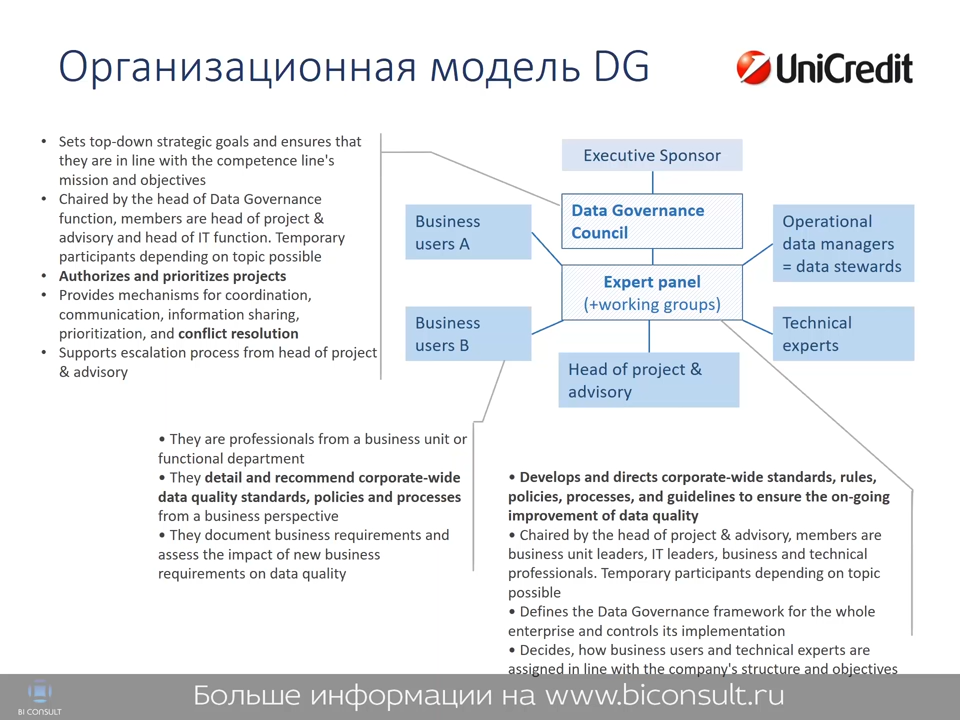 Организационная модель DG
UniCredit
• Sets top-down strategic goals and ensures that
they are in line with the competence line's
mission and objectives
• Chaired by the head of Data Governance
function, members are head of project &
advisory and head of IT function. Temporary
participants depending on topic possible
• Authorizes and prioritizes projects
• Provides mechanisms for coordination,
communication, information sharing,
prioritization, and conflict resolution
• Supports escalation process from head of project
& advisory
Executive Sponsor
Data Governance
Council
Business
users A
Operational
data managers
= data stewards
Expert panel
(+working groups)
Business
users B
Technical
experts
Head of project &
advisory
• They are professionals from a business unit or
functional department
• They detail and recommend corporate-wide
data quality standards, policies and processes
from a business perspective
• They document business requirements and
assess the impact of new business
requirements on data quality
• Develops and directs corporate-wide standards, rules,
policies, processes, and guidelines to ensure the on-going
improvement of data quality
• Chaired by the head of project & advisory, members are
business unit leaders, IT leaders, business and technical
professionals. Temporary participants depending on topic
possible
• Defines the Data Governance framework for the whole
enterprise and controls its implementation
• Decides, how business users and technical experts are
assigned in line with the company's structure and objectives
BI CONSULT
Больше информации на www.biconsult.ru